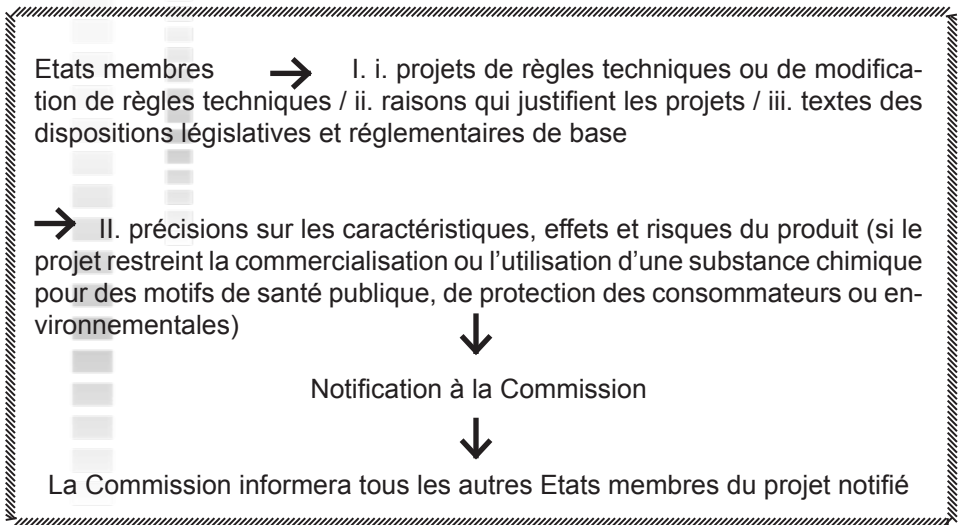 Etats membres → I. i. projets de règles techniques ou de modifica-
tion de règles techniques / ii. raisons qui justifient les projets / iii. textes des
dispositions législatives et réglementaires de base
→ II. précisions sur les caractéristiques, effets et risques du produit (si le
projet restreint la commercialisation ou l’utilisation d’une substance chimique
pour des motifs de santé publique, de protection des consommateurs ou en-
vironnementales)
Notification à la Commission
La Commission informera tous les autres Etats membres du projet notifié